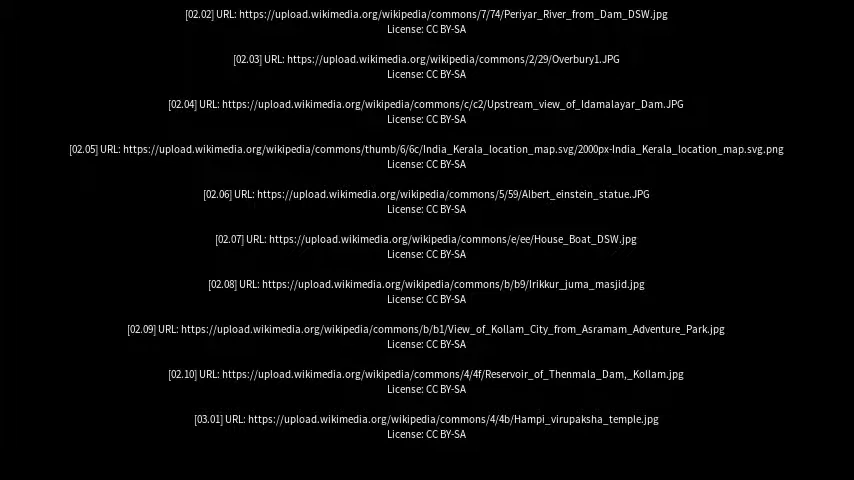 [02.02] URL: https://upload.wikimedia.org/wikipedia/commons/7/74/Periyar_River_from_Dam_DSW.jpg
License: CC BY-SA
[02.03] URL: https://upload.wikimedia.org/wikipedia/commons/2/29/Overbury1.JPG
License: CC BY-SA
[02.04] URL: https://upload.wikimedia.org/wikipedia/commons/c/c2/Upstream_view_of_Idamalayar_Dam.JPG
License: CC BY-SA
[02.05] URL: https://upload.wikimedia.org/wikipedia/commons/thumb/6/6c/India_Kerala_location_map.svg/2000px-India_Kerala_location_map.svg.png
License: CC BY-SA
[02.06] URL: https://upload.wikimedia.org/wikipedia/commons/5/59/Albert_einstein_statue.JPG
License: CC BY-SA
[02.07] URL: https://upload.wikimedia.org/wikipedia/commons/e/ee/House_Boat_DSW.jpg
License: CC BY-SA
[02.08] URL: https://upload.wikimedia.org/wikipedia/commons/b/b9/Irikkur_juma_masjid.jpg
License: CC BY-SA
[02.09] URL: https://upload.wikimedia.org/wikipedia/commons/b/b1/View_of_Kollam_City_from_Asramam_Adventure_Park.jpg
License: CC BY-SA
[02.10] URL: https://upload.wikimedia.org/wikipedia/commons/4/4f/Reservoir_of_Thenmala_Dam,_Kollam.jpg
License: CC BY-SA
[03.01] URL: https://upload.wikimedia.org/wikipedia/commons/4/4b/Hampi_virupaksha_temple.jpg
License: CC BY-SA